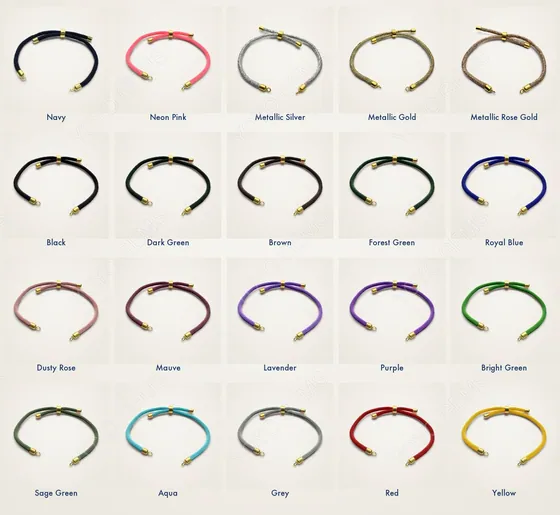 Navy
Neon Pink
Metallic Silver
Metallic Gold
Metallic Rose Gold
Black
Dark Green
Brown
Forest Green
Royal Blue
Dusty Rose
Mauve
Lavender
Purple
Bright Green
Sage Green
Aqua
Grey
Red
Yellow